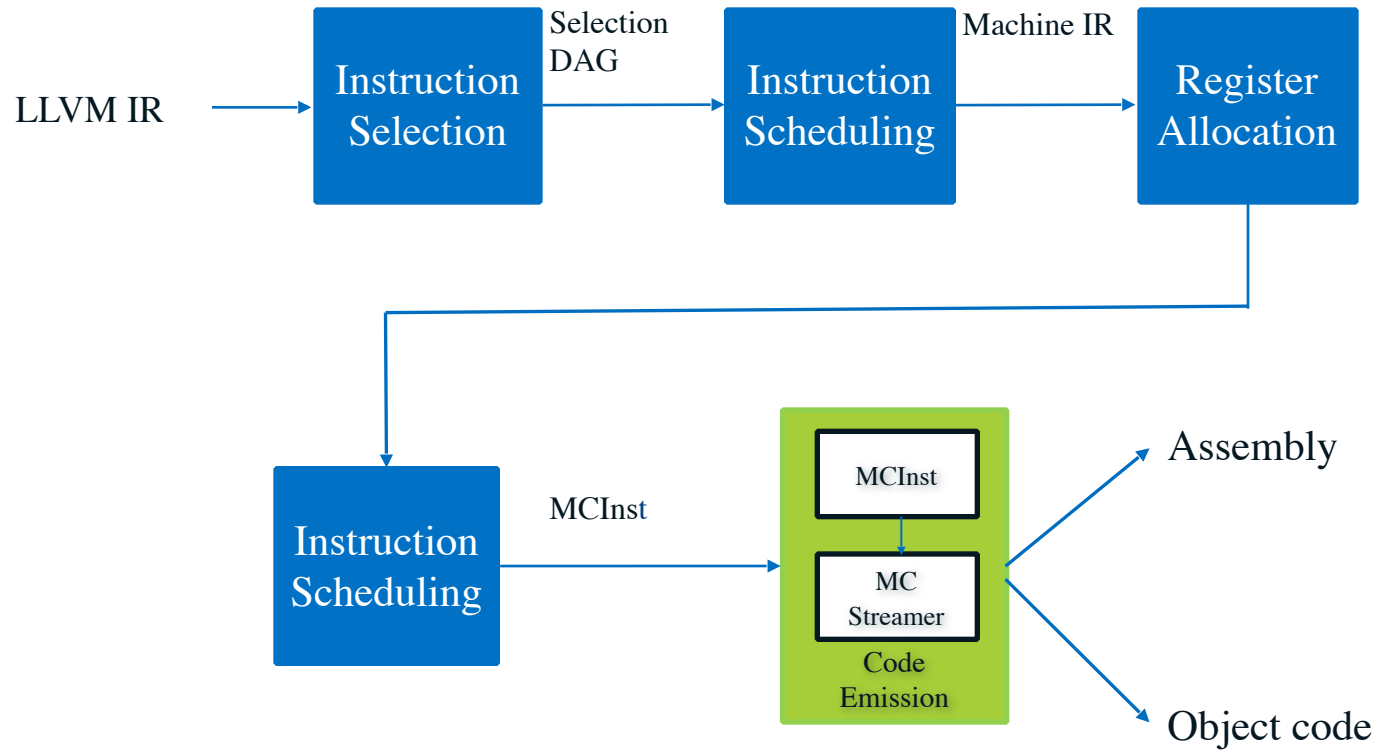 LLVM IR
Instruction
Selection
Selection
DAG
Instruction
Scheduling
Machine IR
Register
Allocation
Instruction
Scheduling
MCInst
MCInst
MC
Streamer
Code
Emission
Assembly
Object code